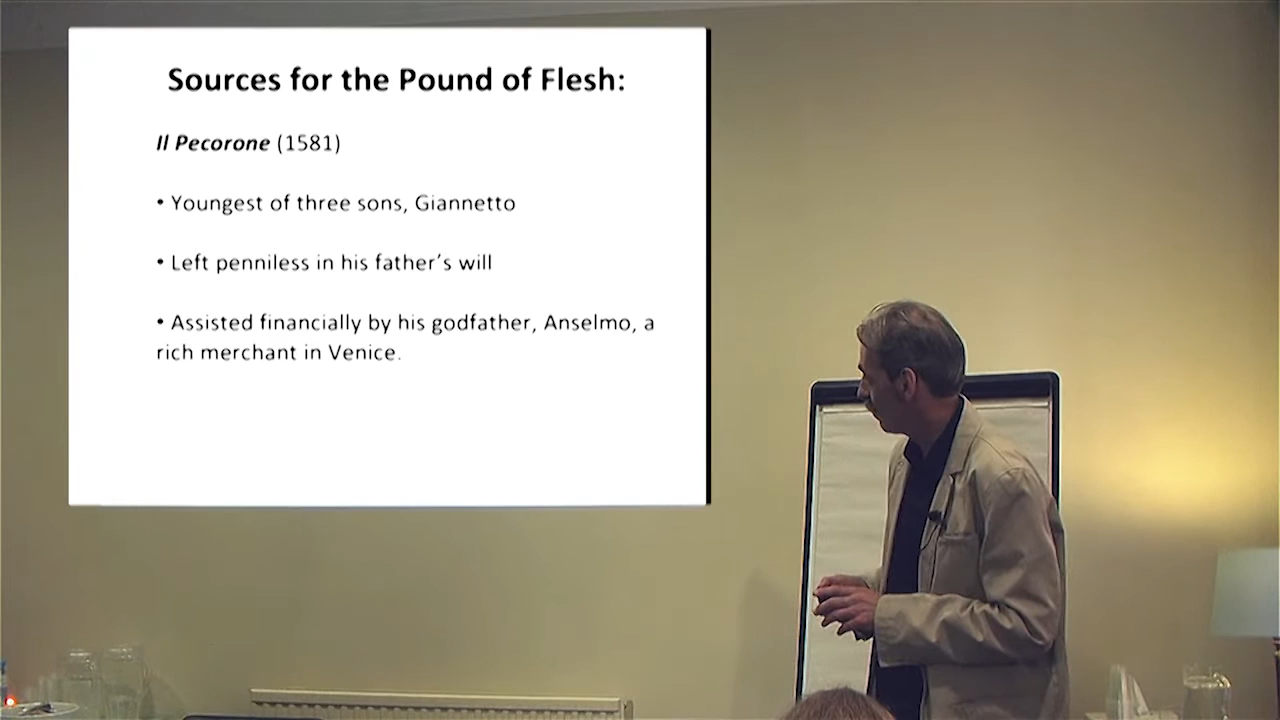 Sources for the Pound of Flesh:
Il Pecorone (1581)
• Youngest of three sons, Giannetto
• Left penniless in his father’s will
• Assisted financially by his godfather, Anselmo, a
rich merchant in Venice.